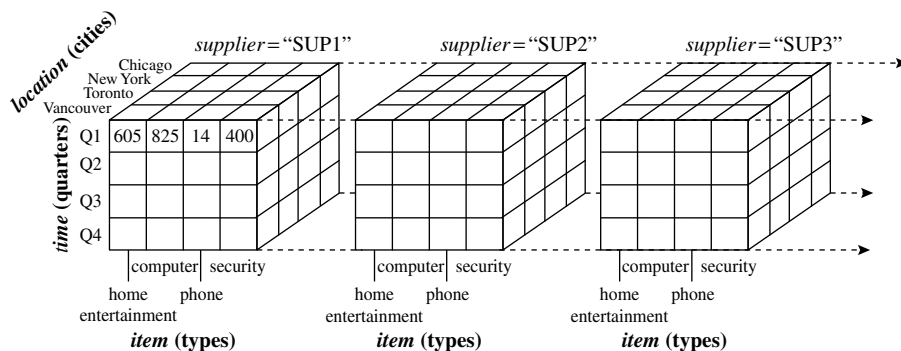 supplier = “SUP1” supplier = “SUP2” supplier = “SUP3”
location (cities)
Chicago
New York
Toronto
Vancouver
time (quarters)
Q1 605 825 14 400
Q2
Q3
Q4
computer security computer security computer security
home phone home phone home phone
entertainment entertainment entertainment
item (types) item (types) item (types)